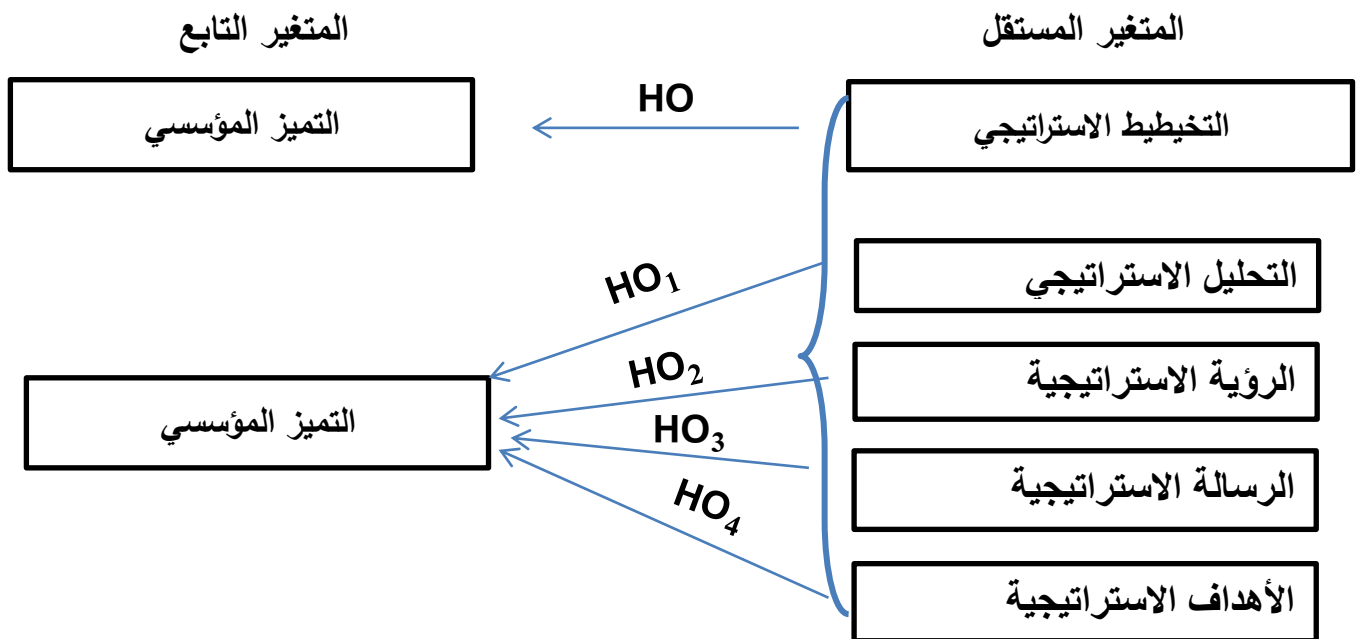 المتغير المستقل
المتغير التابع
التخيطيط الاستراتيجي
HO
التميز المؤسسي
التحليل الاستراتيجي
HO₁
الرؤية الاستراتيجية
HO₂
التميز المؤسسي
HO₃
الرسالة الاستراتيجية
HO₄
الأهداف الاستراتيجية